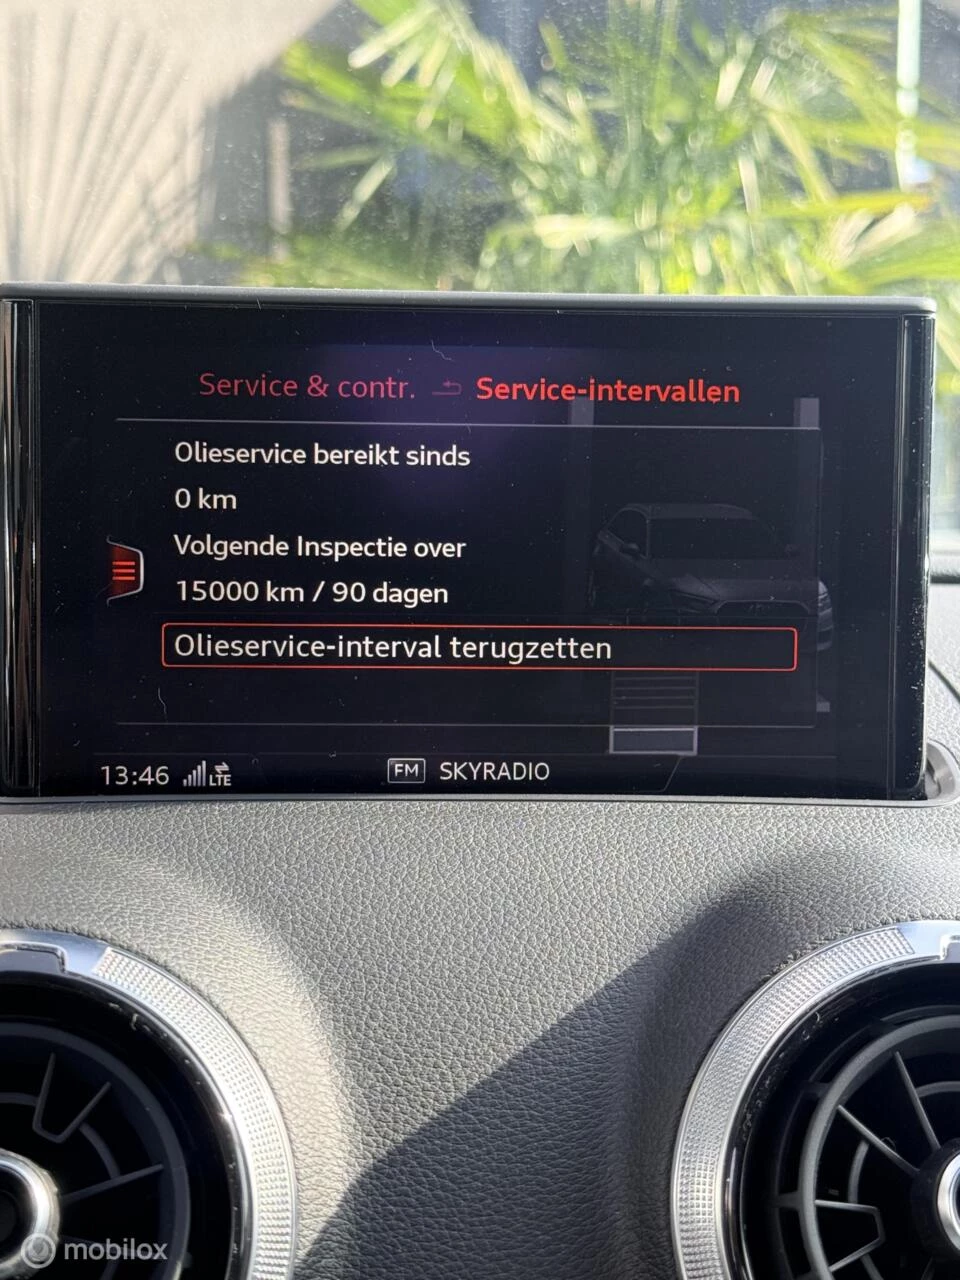 Service & contr. Service-intervallen
Olieservice bereikt sinds
0 km
Volgende Inspectie over
15000 km / 90 dagen
Olieservice-interval terugzetten
13:46 LTE FM SKYRADIO
mobilox